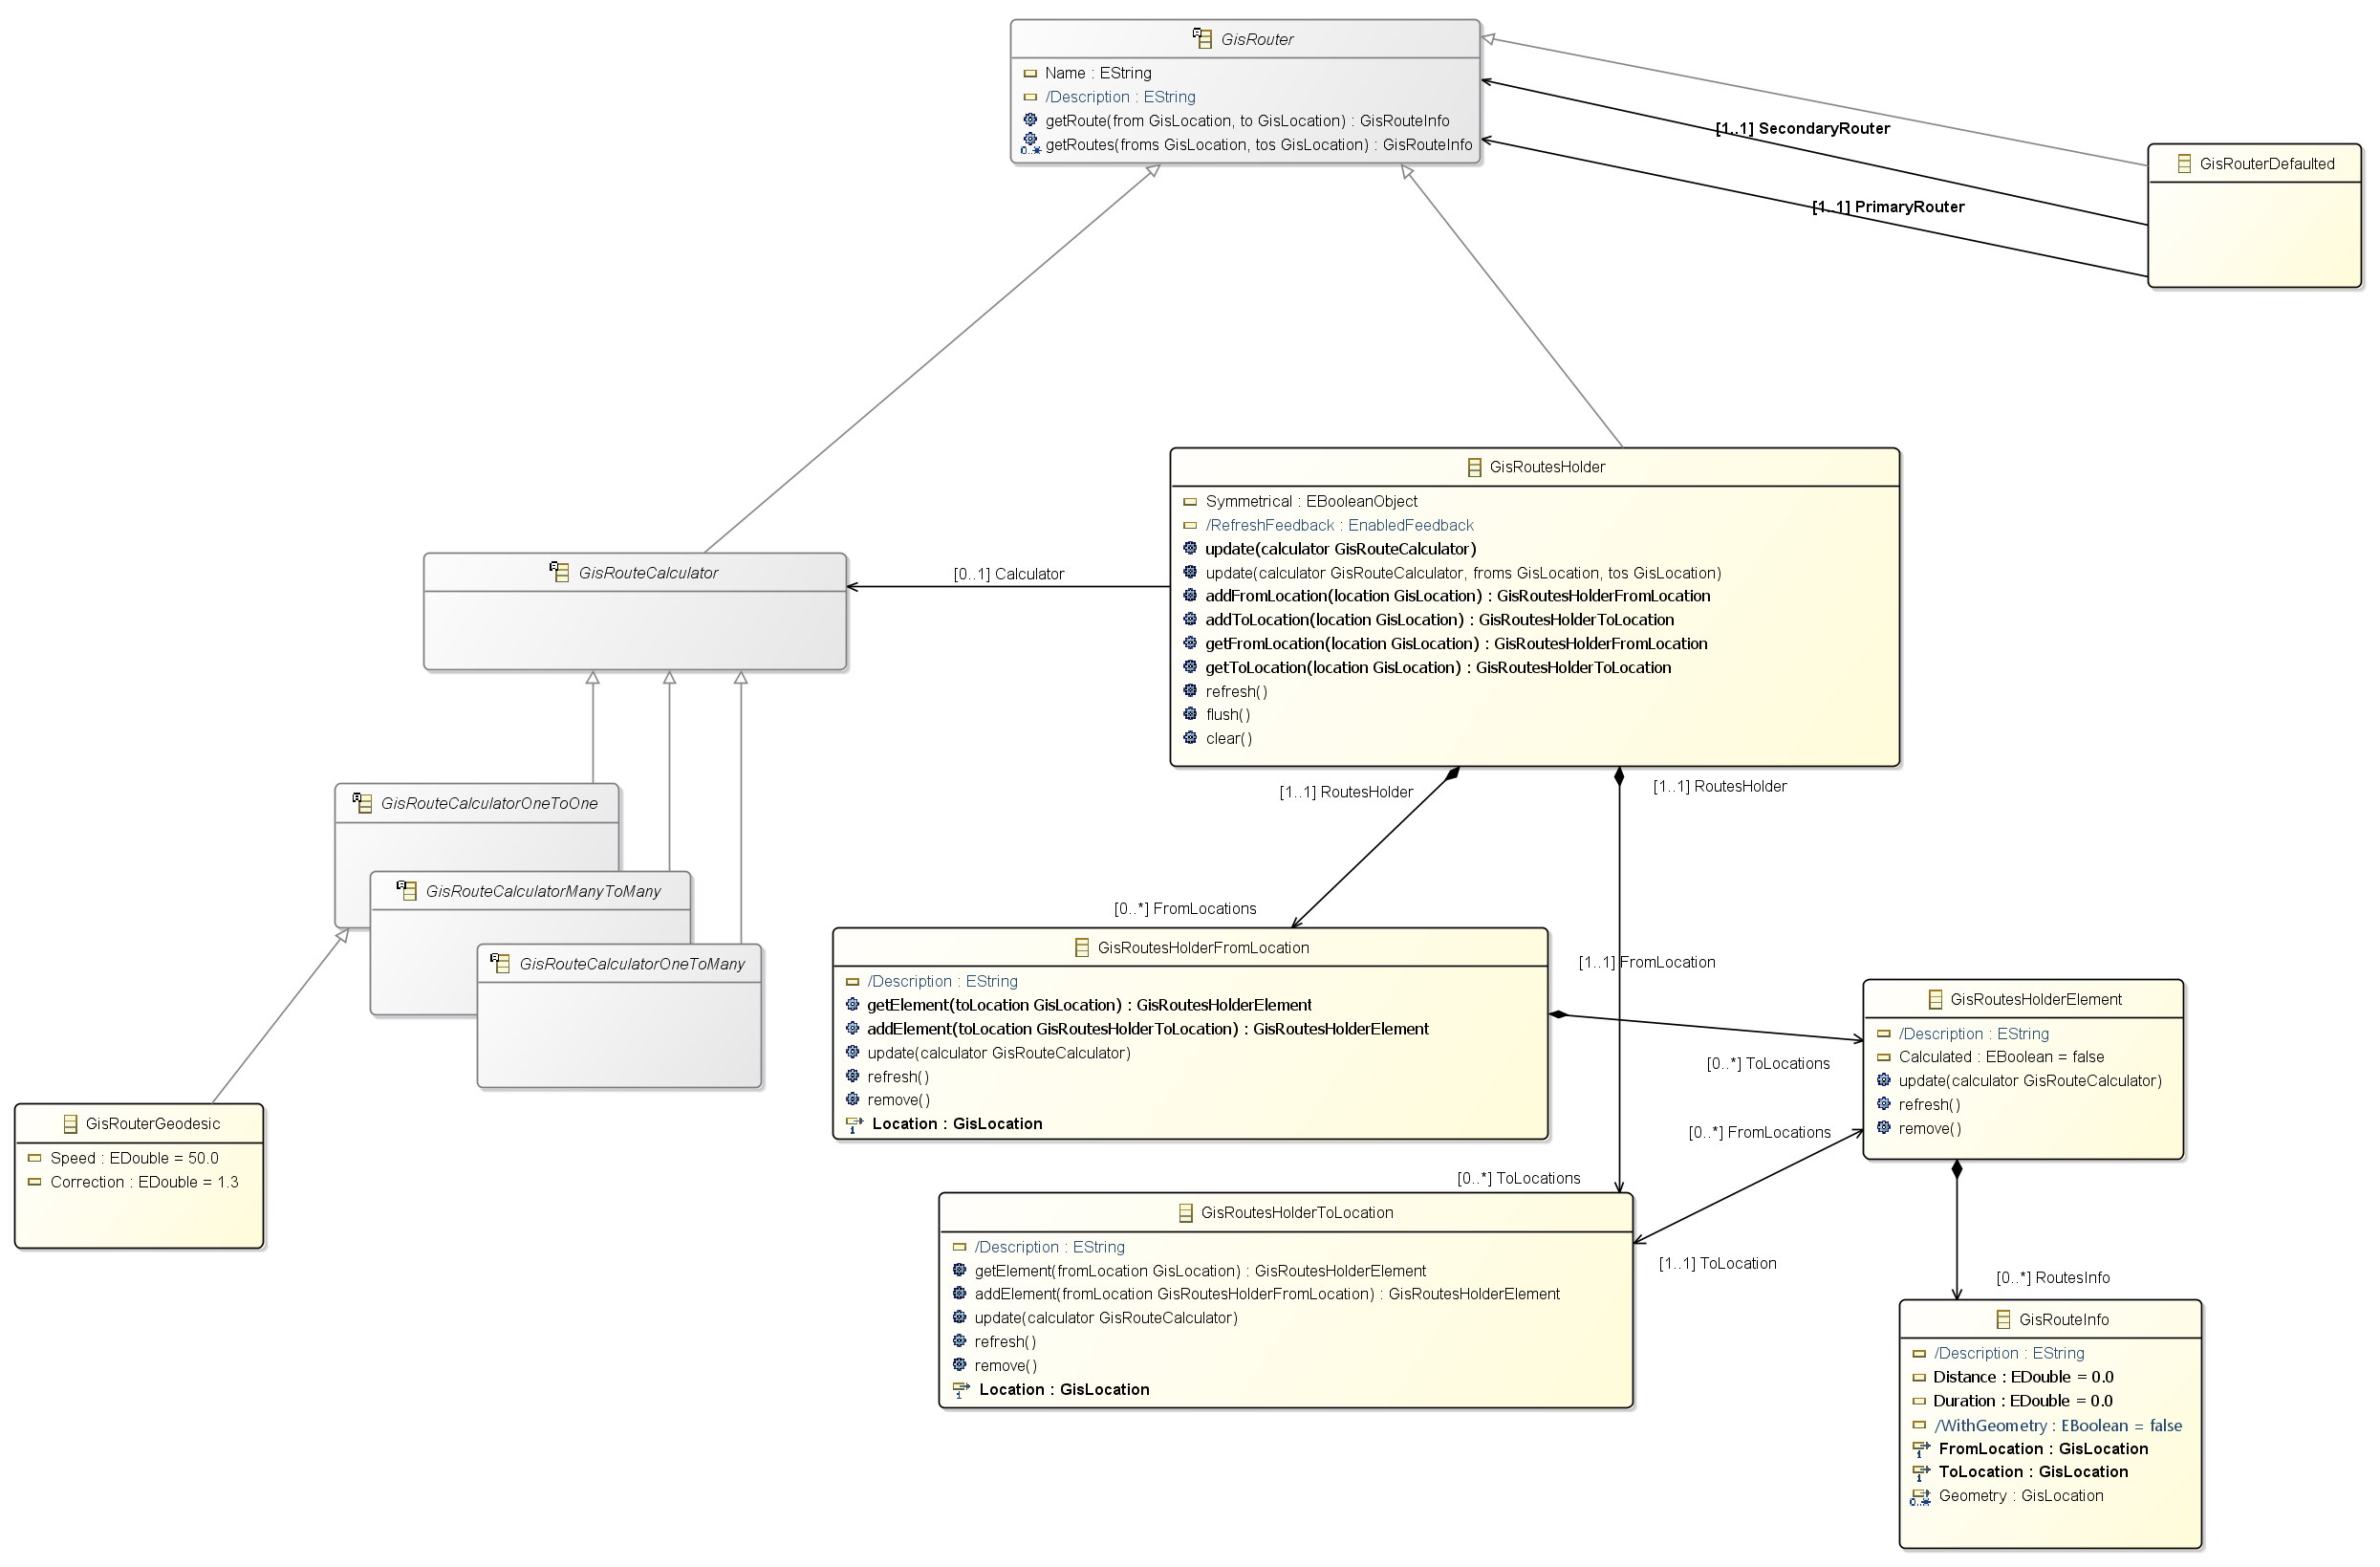 GisRouter
Name : EString
/Description : EString
getRoute(from GisLocation, to GisLocation) : GisRouteInfo
0..*
getRoutes(froms GisLocation, tos GisLocation) : GisRouteInfo
[1..1] SecondaryRouter
[1..1] PrimaryRouter
GisRouterDefaulted
GisRoutesHolder
Symmetrical : EBooleanObject
/RefreshFeedback : EnabledFeedback
update(calculator GisRouteCalculator)
update(calculator GisRouteCalculator, froms GisLocation, tos GisLocation)
addFromLocation(location GisLocation) : GisRoutesHolderFromLocation
addToLocation(location GisLocation) : GisRoutesHolderToLocation
getFromLocation(location GisLocation) : GisRoutesHolderFromLocation
getToLocation(location GisLocation) : GisRoutesHolderToLocation
refresh()
flush()
clear()
[0..1] Calculator
GisRouteCalculator
GisRouteCalculatorOneToOne
GisRouteCalculatorManyToMany
GisRouteCalculatorOneToMany
GisRouterGeodesic
Speed : EDouble = 50.0
Correction : EDouble = 1.3
[1..1] RoutesHolder
[1..1] RoutesHolder
[0..*] FromLocations
GisRoutesHolderFromLocation
/Description : EString
getElement(toLocation GisLocation) : GisRoutesHolderElement
addElement(toLocation GisRoutesHolderToLocation) : GisRoutesHolderElement
update(calculator GisRouteCalculator)
refresh()
remove()
1
Location : GisLocation
[1..1] FromLocation
[0..*] ToLocations
GisRoutesHolderElement
/Description : EString
Calculated : EBoolean = false
update(calculator GisRouteCalculator)
refresh()
remove()
[0..*] FromLocations
[0..*] ToLocations
[1..1] ToLocation
GisRoutesHolderToLocation
/Description : EString
getElement(fromLocation GisLocation) : GisRoutesHolderElement
addElement(fromLocation GisRoutesHolderFromLocation) : GisRoutesHolderElement
update(calculator GisRouteCalculator)
refresh()
remove()
1
Location : GisLocation
[0..*] RoutesInfo
GisRouteInfo
/Description : EString
Distance : EDouble = 0.0
Duration : EDouble = 0.0
/WithGeometry : EBoolean = false
1
FromLocation : GisLocation
1
ToLocation : GisLocation
0..*
Geometry : GisLocation